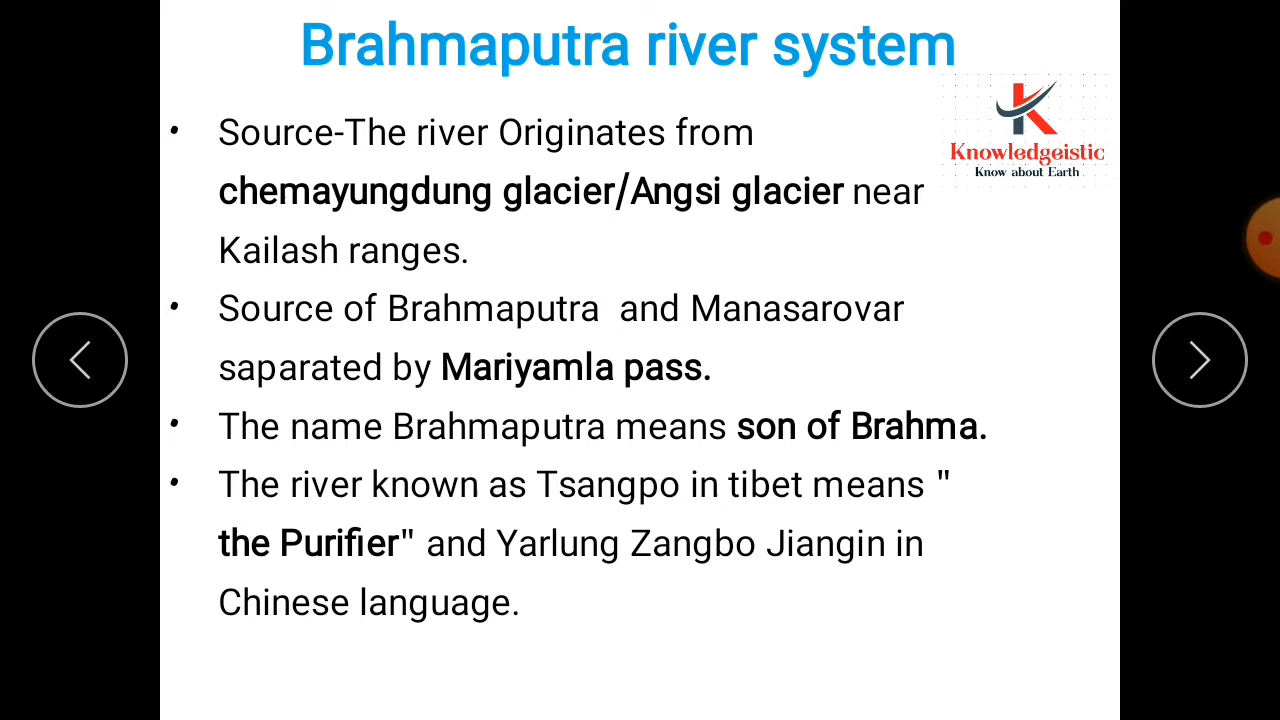 Brahmaputra river system
Knowledgeistic
Know about Earth
• Source-The river Originates from
chemayungdung glacier/Angsi glacier near
Kailash ranges.
• Source of Brahmaputra and Manasarovar
saparated by Mariyamla pass.
• The name Brahmaputra means son of Brahma.
• The river known as Tsangpo in tibet means "
the Purifier" and Yarlung Zangbo Jiangin in
Chinese language.